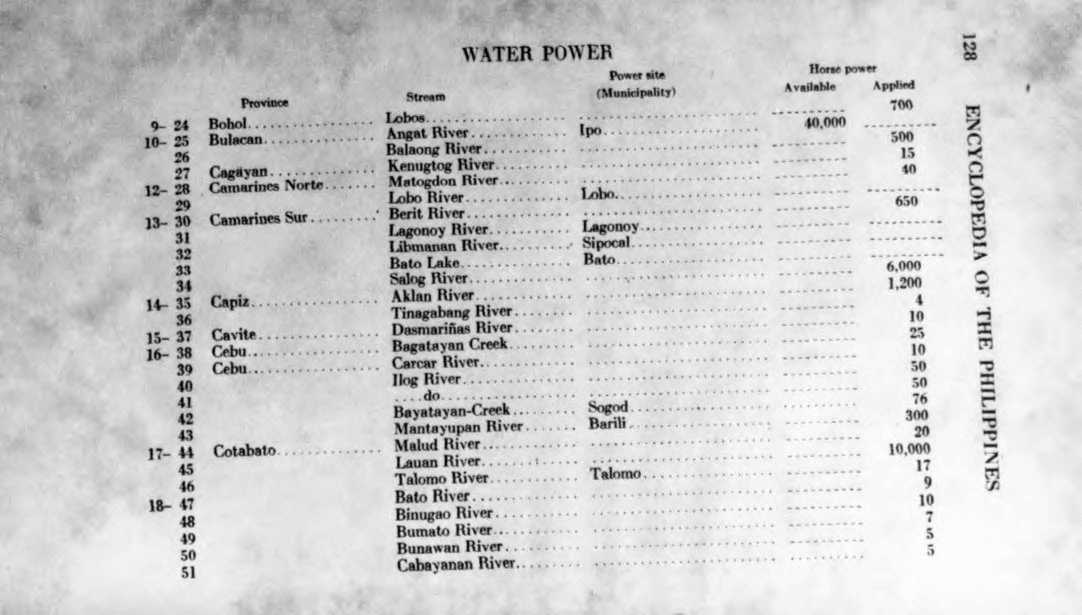 128 ENCYCLOPEDIA OF THE PHILIPPINES
WATER POWER
Province Stream Power site (Municipality) Horse power
Available Applied
9– 24 Bohol Lobos 700
10– 25 Bulacan Angat River Ipo 40,000
26 Balaong River 500
27 Cagayan Kenugtog River 15
12– 28 Camarines Norte Matogdon River 40
29 Lobo River Lobo
13– 30 Camarines Sur Berit River 650
31 Lagonoy River Lagonoy
32 Libmanan River Sipocal
33 Bato Lake Bato
34 Salog River 6,000
14– 35 Capiz Aklan River 1,200
36 Tinagabang River 4
15– 37 Cavite Dasmariñas River 10
16– 38 Cebu Bagatayan Creek 25
39 Cebu Carcar River 10
40 Ilog River 50
41 do 50
42 Bayatayan-Creek Sogod 76
43 Mantayupan River Barili 300
17– 44 Cotabato Malud River 20
45 Lauan River 10,000
46 Talomo River Talomo 17
18– 47 Bato River 9
48 Binugao River 10
49 Bumato River 7
50 Bunawan River 5
51 Cabayanan River 5